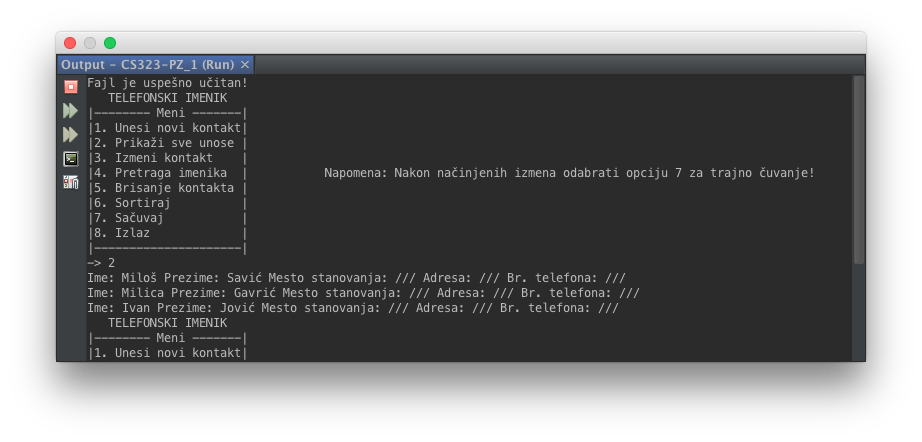 Output - CS323-PZ_1 (Run) ×
Fajl je uspešno učitan!
   TELEFONSKI IMENIK
|-------- Meni -------|
|1. Unesi novi kontakt|
|2. Prikaži sve unose |
|3. Izmeni kontakt    |
|4. Pretraga imenika  |           Napomena: Nakon načinjenih izmena odabrati opciju 7 za trajno čuvanje!
|5. Brisanje kontakta |
|6. Sortiraj          |
|7. Sačuvaj           |
|8. Izlaz             |
|---------------------|
-> 2
Ime: Miloš Prezime: Savić Mesto stanovanja: /// Adresa: /// Br. telefona: ///
Ime: Milica Prezime: Gavrić Mesto stanovanja: /// Adresa: /// Br. telefona: ///
Ime: Ivan Prezime: Jović Mesto stanovanja: /// Adresa: /// Br. telefona: ///
   TELEFONSKI IMENIK
|-------- Meni -------|
|1. Unesi novi kontakt|